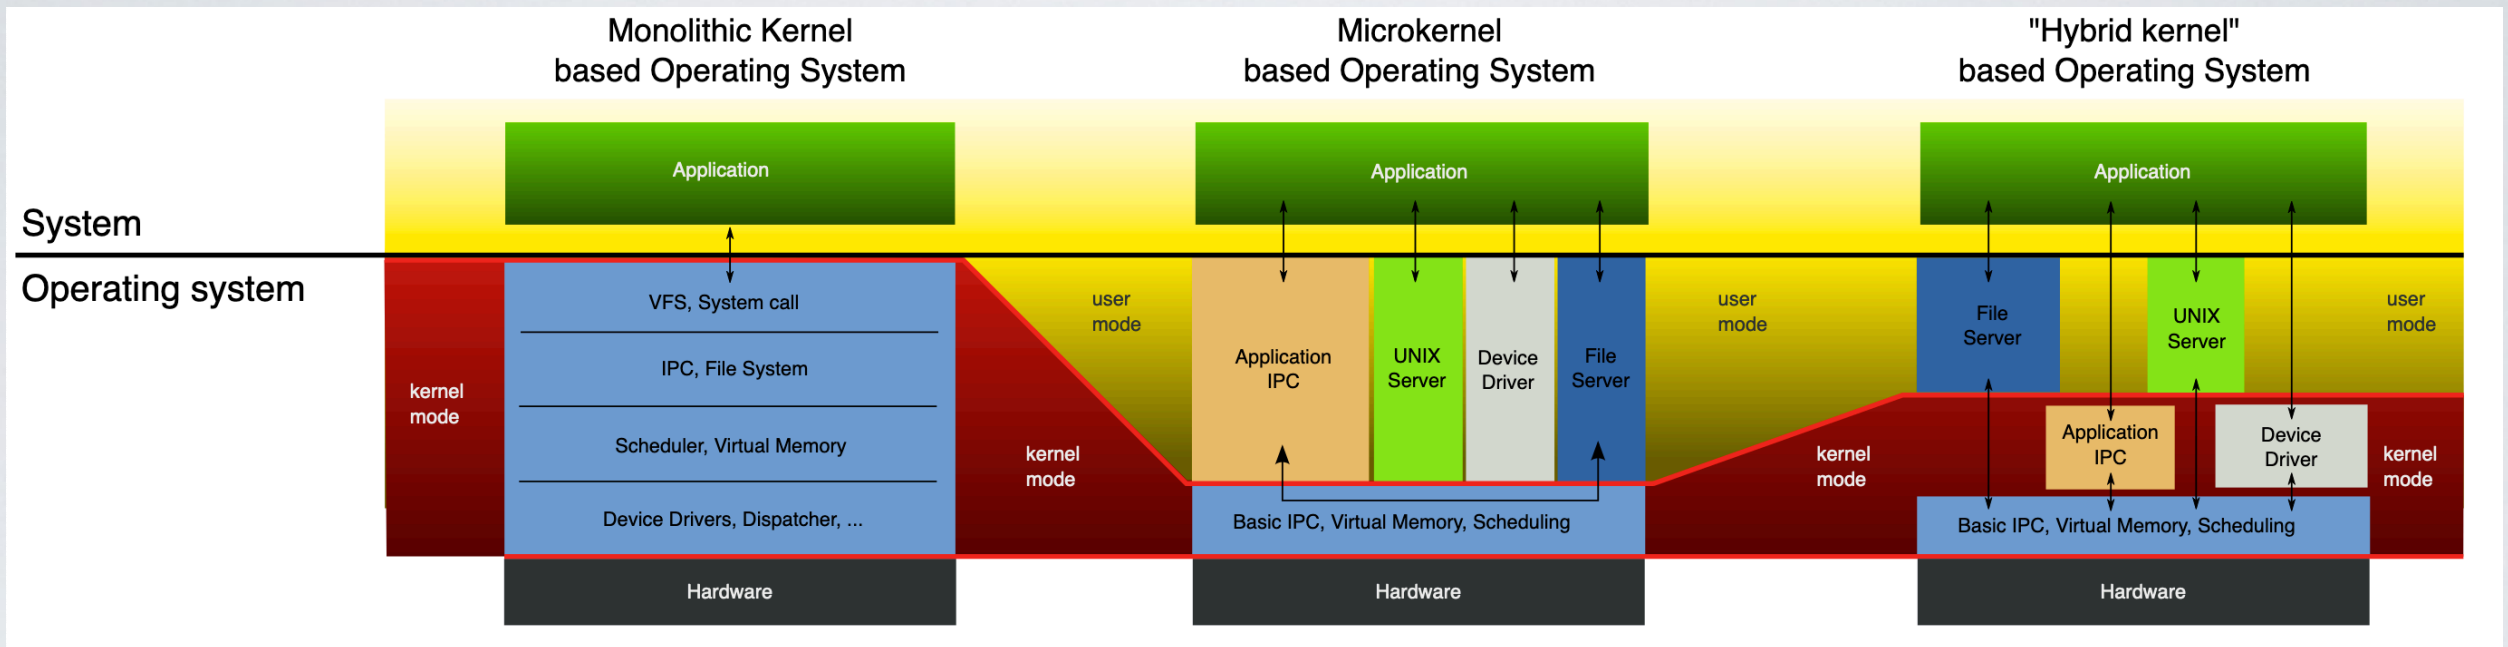 Monolithic Kernel
based Operating System
Microkernel
based Operating System
"Hybrid kernel"
based Operating System
System
Operating system
Application
VFS, System call
IPC, File System
Scheduler, Virtual Memory
Device Drivers, Dispatcher, ...
Hardware
kernel
mode
kernel
mode
user
mode
Application
Application
IPC
UNIX
Server
Device
Driver
File
Server
Basic IPC, Virtual Memory, Scheduling
Hardware
user
mode
kernel
mode
Application
File
Server
UNIX
Server
Application
IPC
Device
Driver
Basic IPC, Virtual Memory, Scheduling
Hardware
user
mode
kernel
mode